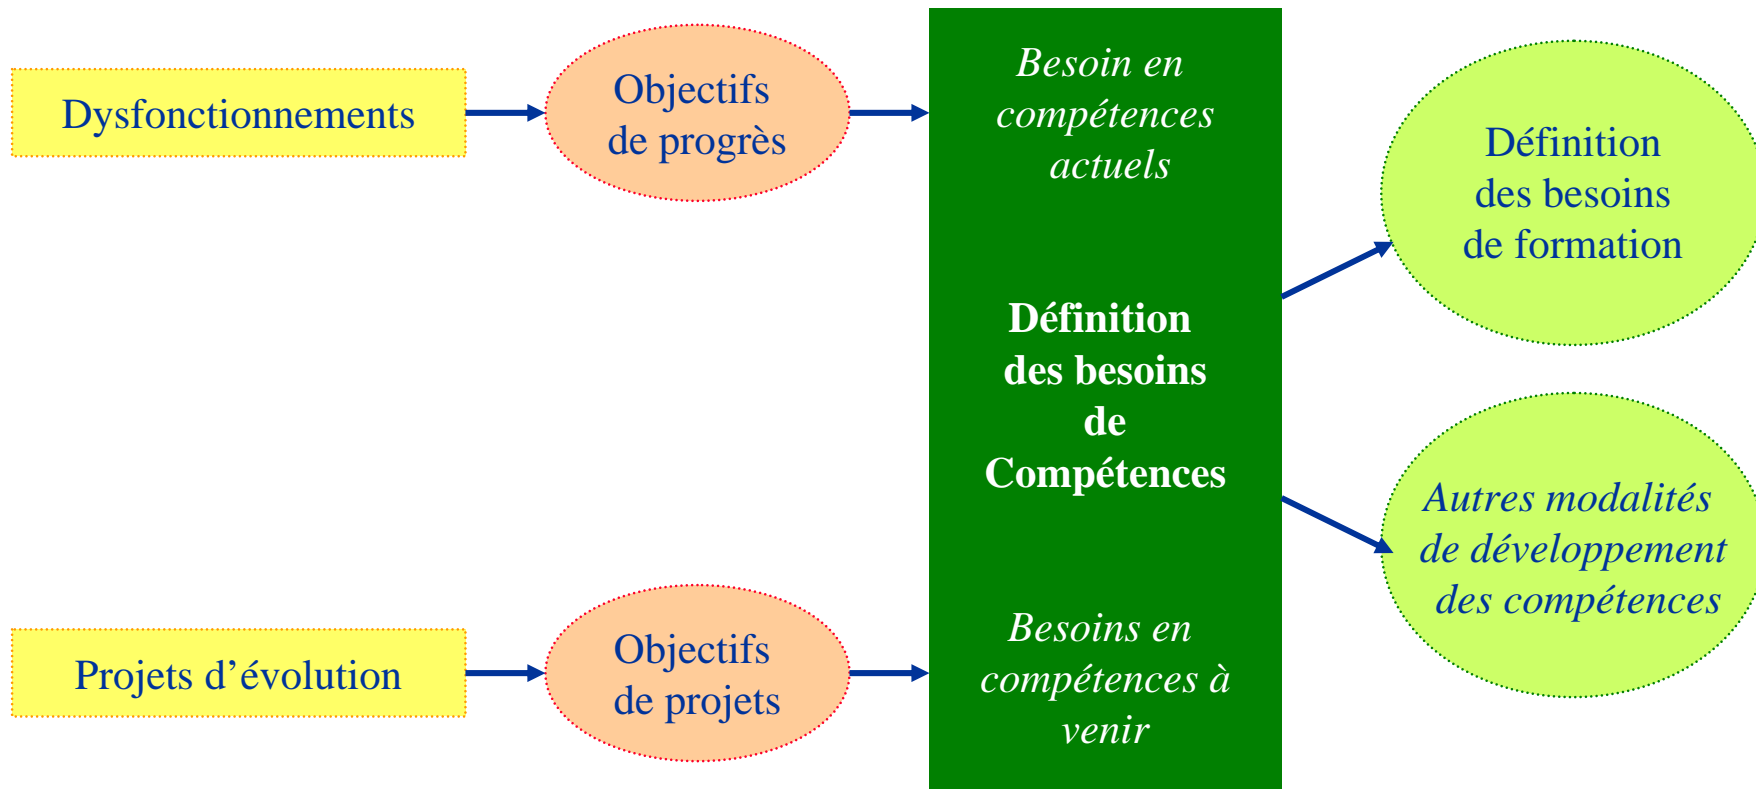 Dysfonctionnements
Objectifs
de progrès
Besoin en
compétences
actuels
Définition
des besoins
de
Compétences
Besoins en
compétences à
venir
Projets d’évolution
Objectifs
de projets
Définition
des besoins
de formation
Autres modalités
de développement
des compétences